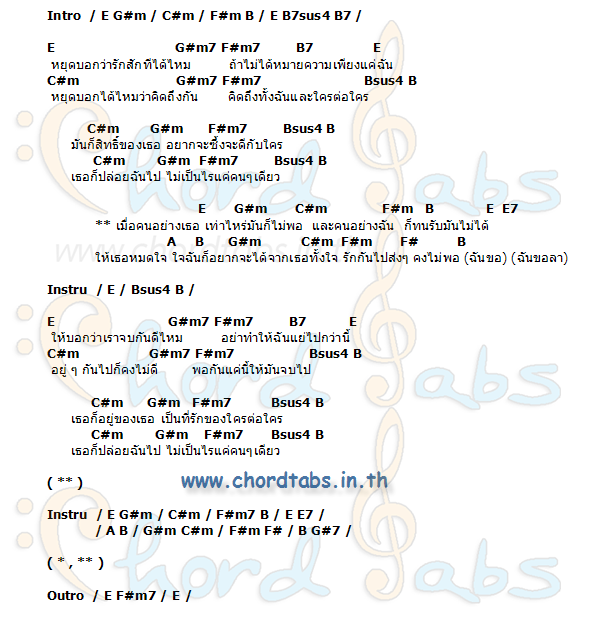 Intro / E G#m / C#m / F#m B / E B7sus4 B7 /
E G#m7 F#m7 B7 E
หยุดบอกว่ารักสักทีได้ไหม ถ้าไม่ได้หมายความเพียงแค่ฉัน
C#m G#m7 F#m7 Bsus4 B
หยุดบอกได้ไหมว่าคิดถึงกัน คิดถึงทั้งฉันและใครต่อใคร
C#m G#m F#m7 Bsus4 B
มันก็สิทธิ์ของเธอ อยากจะซึ้งจะดีกับใคร
C#m G#m F#m7 Bsus4 B
เธอก็ปล่อยฉันไป ไม่เป็นไรแค่คนๆเดียว
E G#m C#m F#m B E E7
** เมื่อคนอย่างเธอ เท่าไหร่มันก็ไม่พอ และคนอย่างฉัน ก็ทนรับมันไม่ได้
A B G#m C#m F#m F# B
ให้เธอหมดใจ ใจฉันก็อยากจะได้จากเธอทั้งใจ รักกันไปส่งๆ คงไม่พอ (ฉันขอ) (ฉันขอลา)
Instru / E / Bsus4 B /
E G#m7 F#m7 B7 E
ให้บอกว่าเราจบกันดีไหม อย่าทำให้ฉันแย่ไปกว่านี้
C#m G#m7 F#m7 Bsus4 B
อยู่ ๆ กันไปก็คงไม่ดี พอกันแค่นี้ให้มันจบไป
C#m G#m F#m7 Bsus4 B
เธอก็อยู่ของเธอ เป็นที่รักของใครต่อใคร
C#m G#m F#m7 Bsus4 B
เธอก็ปล่อยฉันไป ไม่เป็นไรแค่คนๆเดียว
www.chordtabs.in.th
( ** )
Instru / E G#m / C#m / F#m7 B / E E7 /
/ A B / G#m C#m / F#m F# / B G#7 /
( * , ** )
Outro / E F#m7 / E /